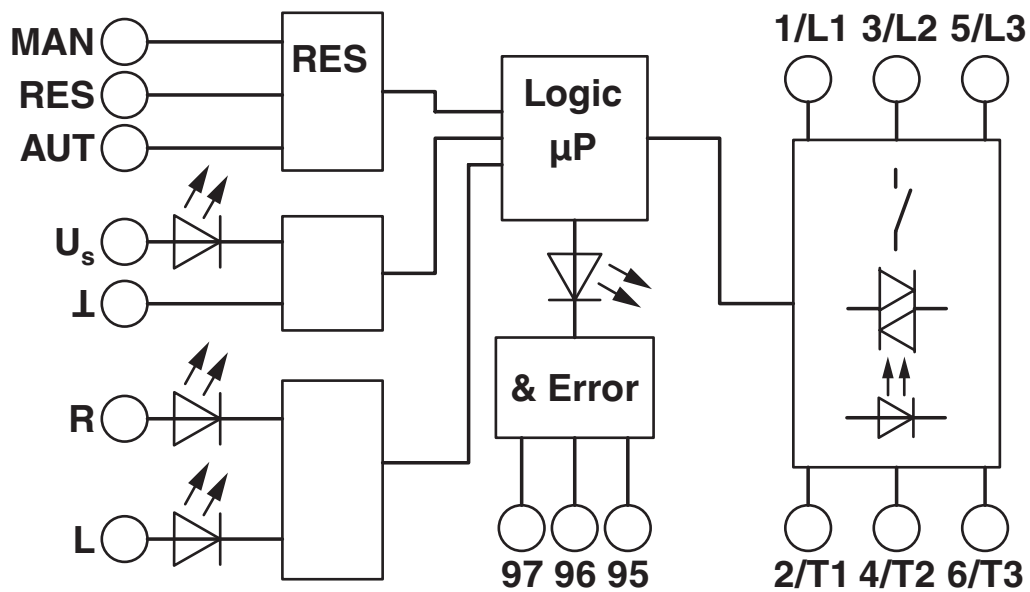 MAN
RES
AUT
RES
Us
⊥
R
L
Logic
µP
& Error
97 96 95
1/L1 3/L2 5/L3
2/T1 4/T2 6/T3